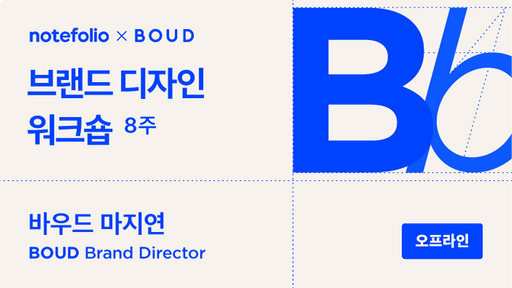 notefolio × BOUD
브랜드 디자인
워크숍 8주
Bb
바우드 마지연
BOUD Brand Director
오프라인